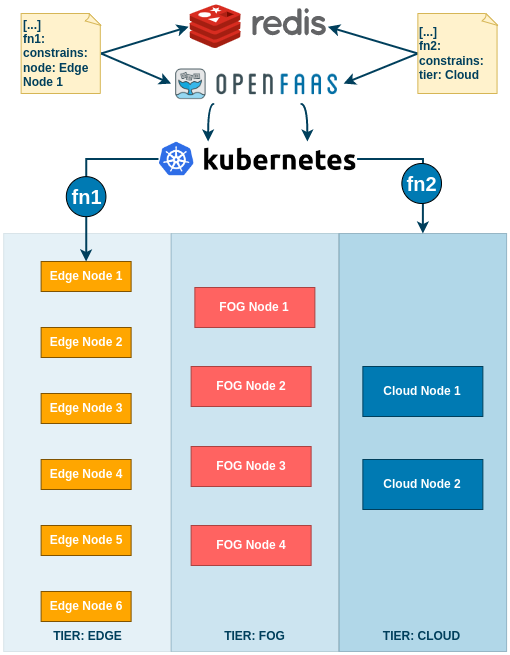 [...]
fn1:
constrains:
node: Edge
Node 1
redis
[...]
fn2:
constrains:
tier: Cloud
OPENFAAS
kubernetes
fn1
fn2
Edge Node 1
Edge Node 2
Edge Node 3
Edge Node 4
Edge Node 5
Edge Node 6
TIER: EDGE
FOG Node 1
FOG Node 2
FOG Node 3
FOG Node 4
TIER: FOG
Cloud Node 1
Cloud Node 2
TIER: CLOUD